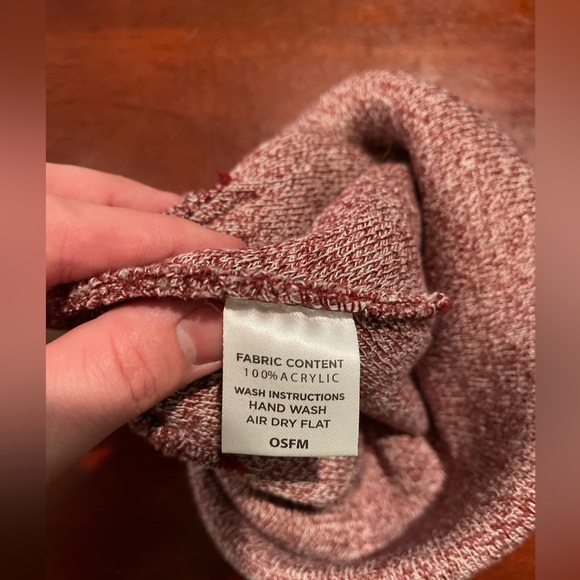 FABRIC CONTENT
100% ACRYLIC
WASH INSTRUCTIONS
HAND WASH
AIR DRY FLAT
OSFM